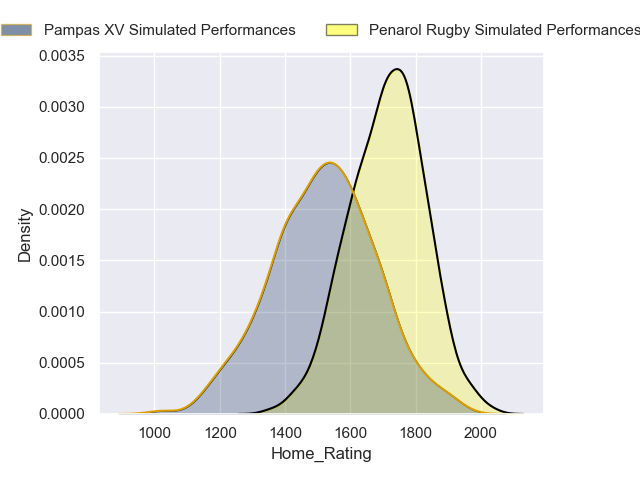 Pampas XV Simulated Performances Penarol Rugby Simulated Performances
0.0035
0.0030
0.0025
0.0020
0.0015
0.0010
0.0005
0.0000
Density
1000 1200 1400 1600 1800 2000
Home_Rating